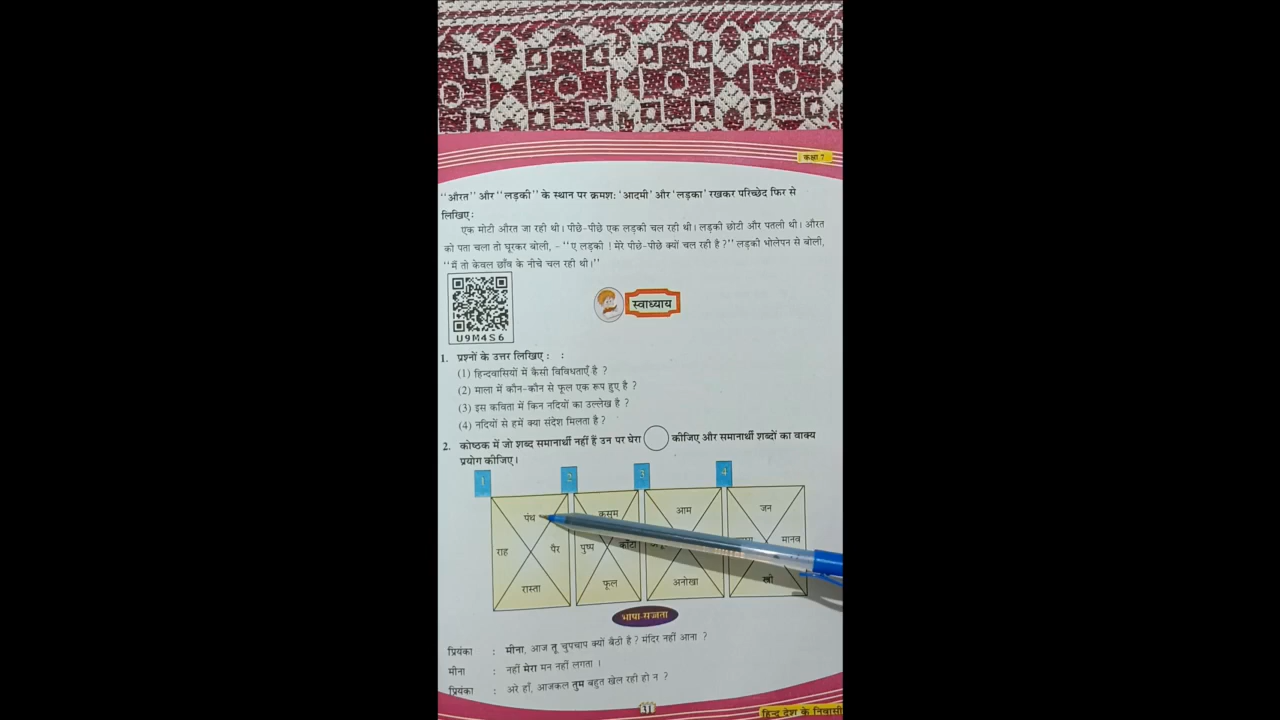 कक्षा 7
"औरत" और "लड़की" के स्थान पर क्रमशः 'आदमी' और 'लड़का' रखकर परिच्छेद फिर से
लिखिए :
एक मोटी औरत जा रही थी। पीछे-पीछे एक लड़की चल रही थी। लड़की छोटी और पतली थी। औरत
को पता चला तो घूरकर बोली, - "ए लड़की ! मेरे पीछे-पीछे क्यों चल रही है ?" लड़की भोलेपन से बोली,
"मैं तो केवल छाँव के नीचे चल रही थी।"
U9M4S6
स्वाध्याय
1. प्रश्नों के उत्तर लिखिए : :
(1) हिन्दवासियों में कैसी विविधताएँ है ?
(2) माला में कौन-कौन से फूल एक रूप हुए है ?
(3) इस कविता में किन नदियों का उल्लेख है ?
(4) नदियों से हमें क्या संदेश मिलता है ?
2. कोष्ठक में जो शब्द समानार्थी नहीं हैं उन पर घेरा कीजिए और समानार्थी शब्दों का वाक्य
प्रयोग कीजिए।
1 2 3 4
पंथ कुसुम आम जन
राह पैर पुष्प काँटा मानव
रास्ता फूल अनोखा स्त्री
भाषा-सज्जता
प्रियंका : मीना, आज तू चुपचाप क्यों बैठी है ? मंदिर नहीं आना ?
मीना : नहीं मेरा मन नहीं लगता ।
प्रियंका : अरे हाँ, आजकल तुम बहुत खेल रही हो न ?
31
हिन्द देश के निवासी